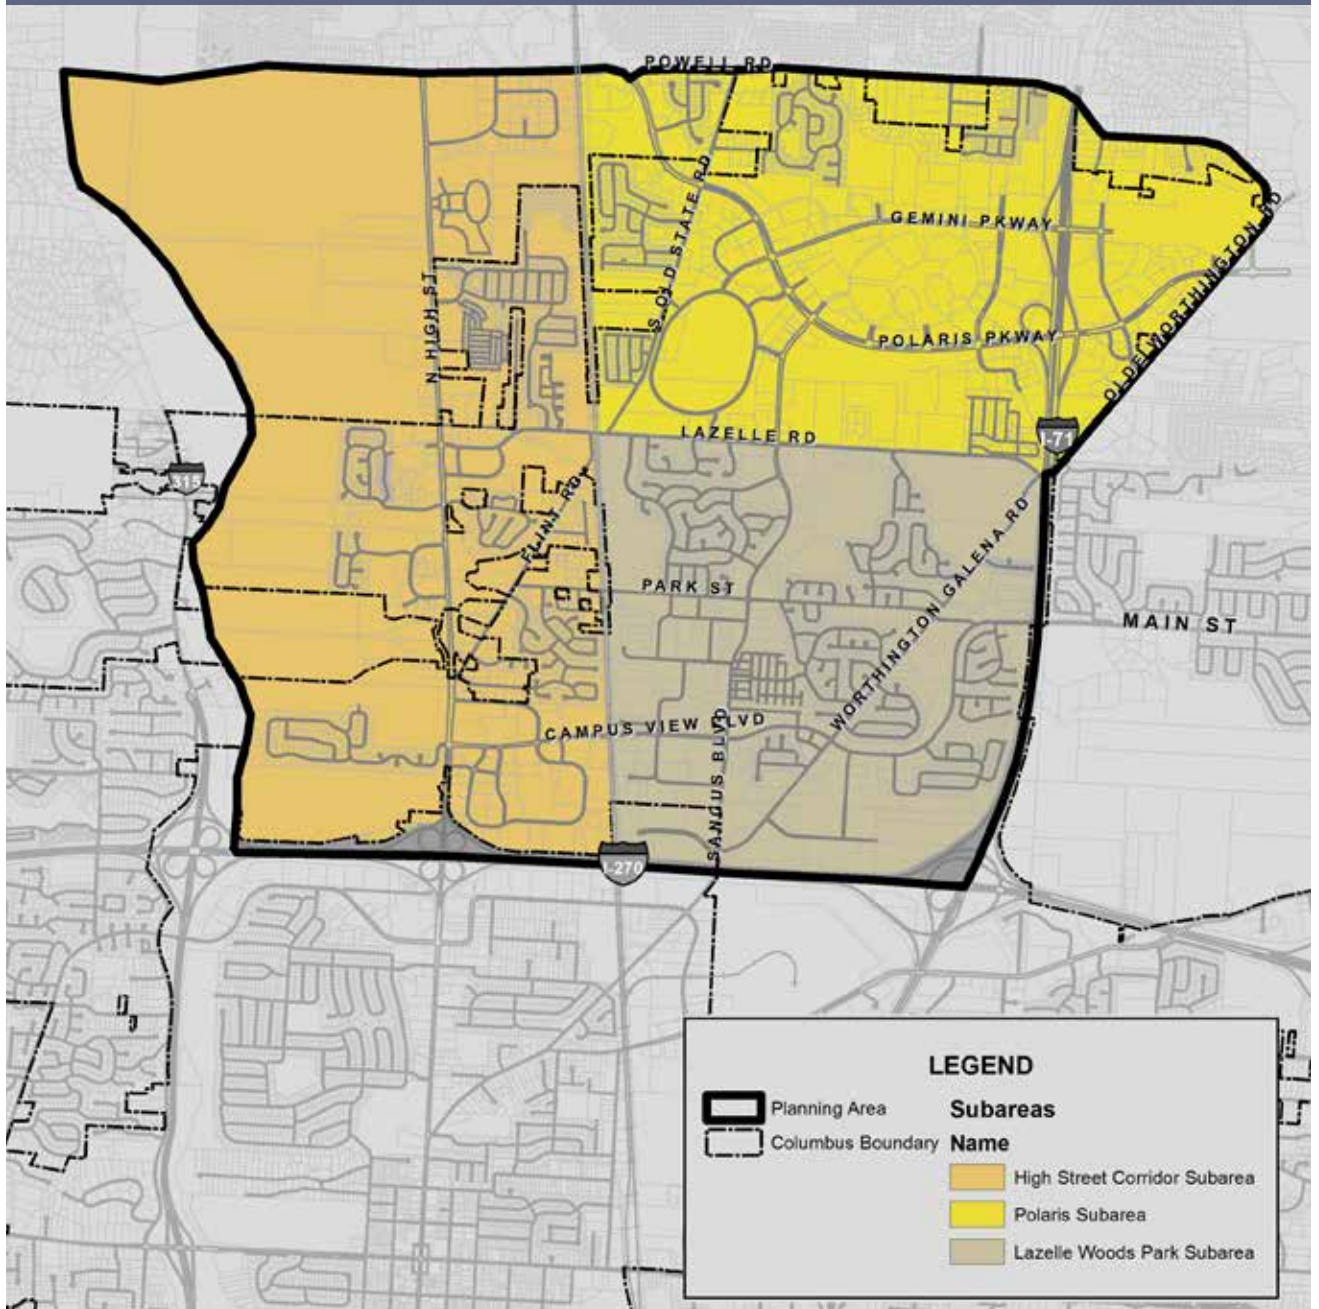 POWELL RD
GEMINI PKWAY
S OLD STATE RD
OLDE WORTHINGTON RD
N HIGH ST
POLARIS PKWAY
LAZELLE RD
I-71
315
FLINT RD
WORTHINGTON GALENA RD
PARK ST
MAIN ST
CAMPUS VIEW BLVD
SANCUS BLVD
I-270
LEGEND
Planning Area
Subareas
Columbus Boundary
Name
High Street Corridor Subarea
Polaris Subarea
Lazelle Woods Park Subarea